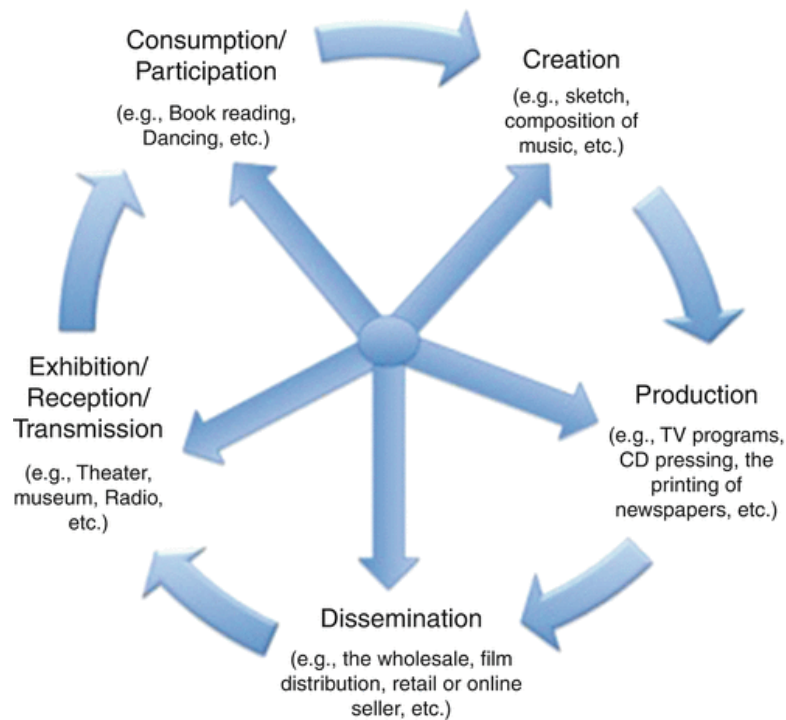 Consumption/
Participation
(e.g., Book reading,
Dancing, etc.)
Creation
(e.g., sketch,
composition of
music, etc.)
Production
(e.g., TV programs,
CD pressing, the
printing of
newspapers, etc.)
Dissemination
(e.g., the wholesale, film
distribution, retail or online
seller, etc.)
Exhibition/
Reception/
Transmission
(e.g., Theater,
museum, Radio,
etc.)